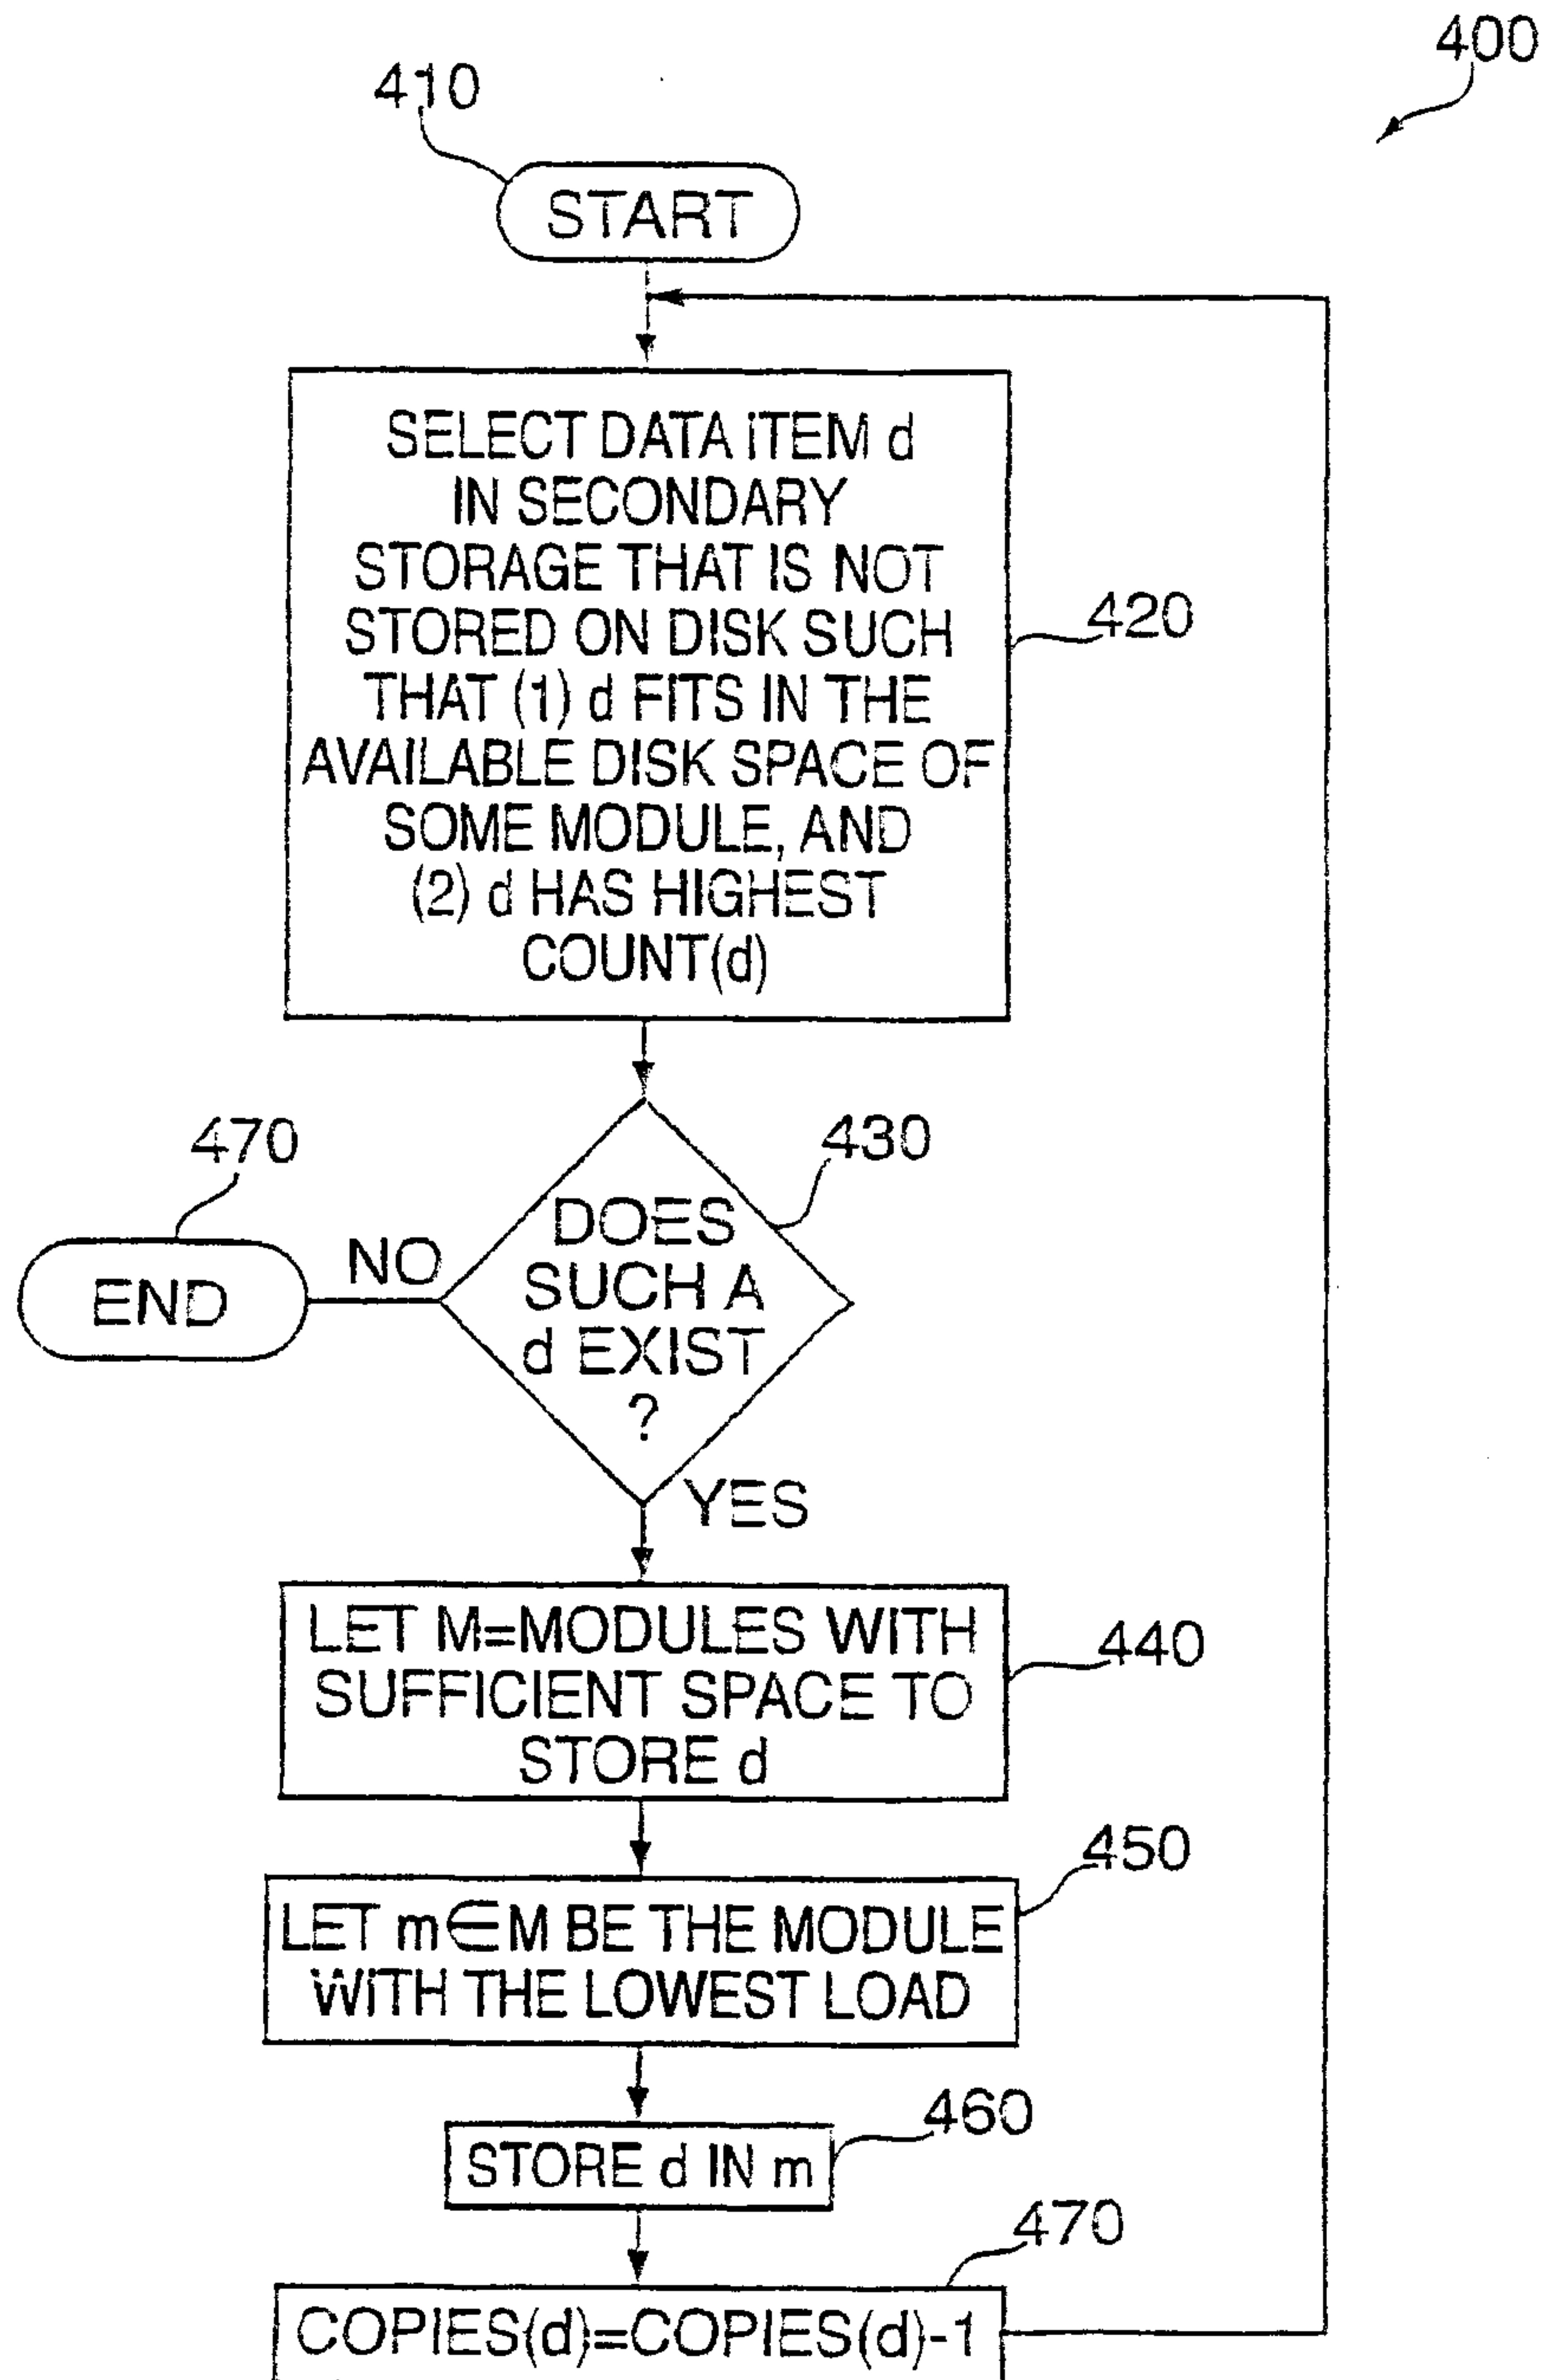 400
410
START
SELECT DATA ITEM d
IN SECONDARY
STORAGE THAT IS NOT
STORED ON DISK SUCH
THAT (1) d FITS IN THE
AVAILABLE DISK SPACE OF
SOME MODULE, AND
(2) d HAS HIGHEST
COUNT(d)
420
470
END
NO
430
DOES
SUCH A
d EXIST
?
YES
LET M=MODULES WITH
SUFFICIENT SPACE TO
STORE d
440
450
LET m∈M BE THE MODULE
WITH THE LOWEST LOAD
460
STORE d IN m
470
COPIES(d)=COPIES(d)-1